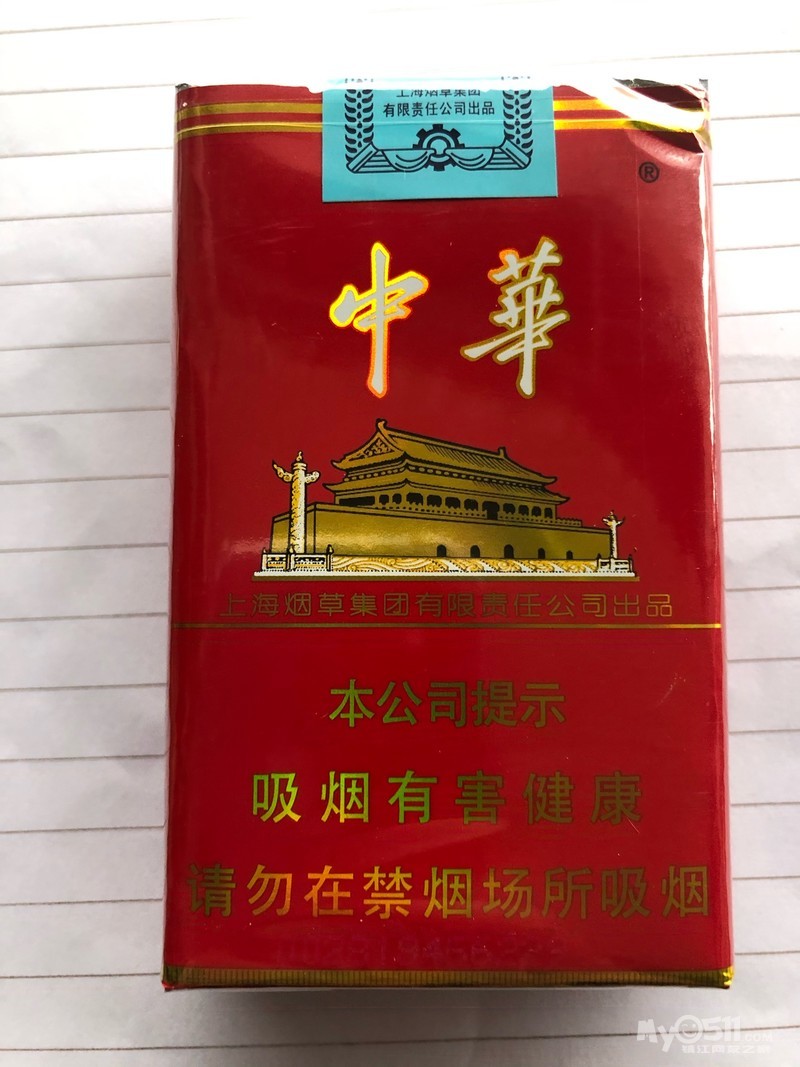 上海烟草集团
有限责任公司出品
®
中華
上海烟草集团有限责任公司出品
本公司提示
吸烟有害健康
请勿在禁烟场所吸烟
My0511.COM